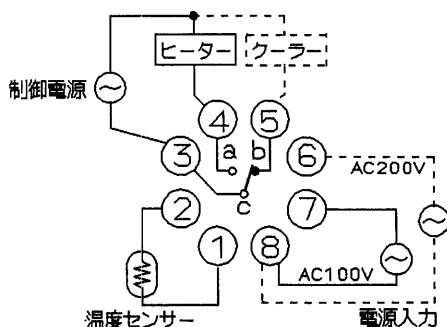 ヒーター クーラー
制御電源
④ ⑤
③ a b ⑥
AC200V
c
② ⑦
① ⑧
AC100V
温度センサー 電源入力